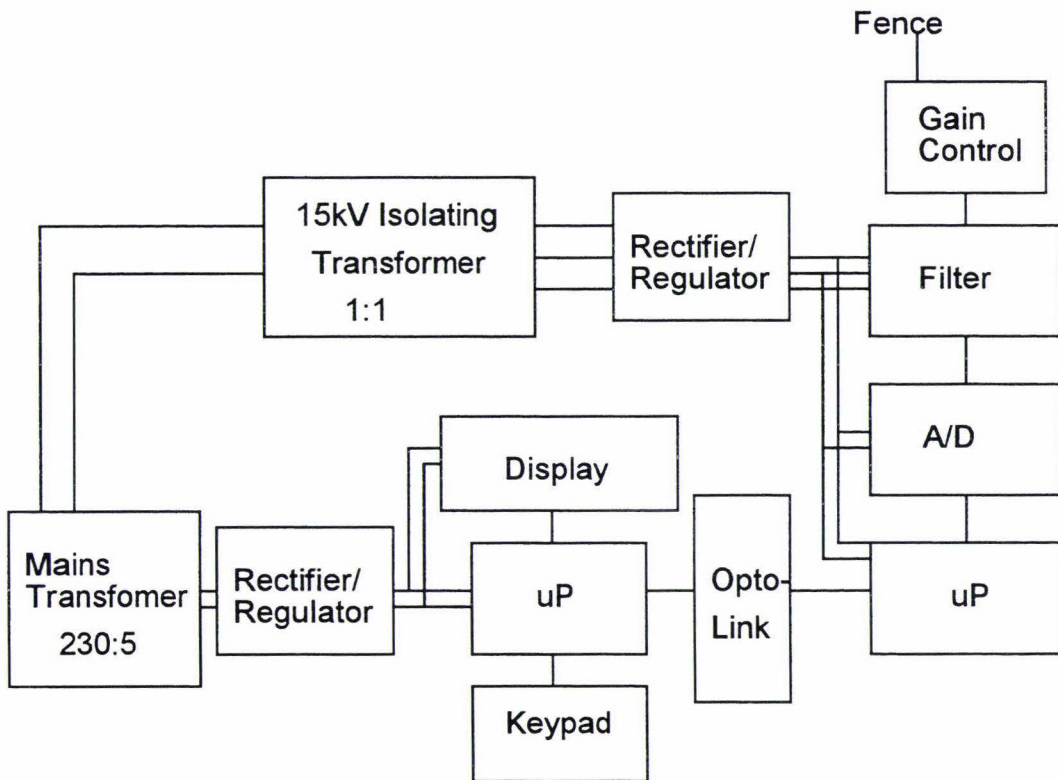 Fence
Gain
Control
15kV Isolating
Transformer
1:1
Rectifier/
Regulator
Filter
A/D
Display
Mains
Transfomer
230:5
Rectifier/
Regulator
uP
Opto-
Link
uP
Keypad